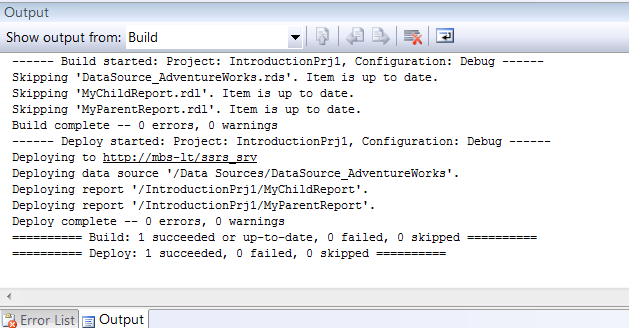 Output
Show output from: Build
------ Build started: Project: IntroductionPrj1, Configuration: Debug ------
Skipping 'DataSource_AdventureWorks.rds'. Item is up to date.
Skipping 'MyChildReport.rdl'. Item is up to date.
Skipping 'MyParentReport.rdl'. Item is up to date.
Build complete -- 0 errors, 0 warnings
------ Deploy started: Project: IntroductionPrj1, Configuration: Debug ------
Deploying to http://mbs-lt/ssrs_srv
Deploying data source '/Data Sources/DataSource_AdventureWorks'.
Deploying report '/IntroductionPrj1/MyChildReport'.
Deploying report '/IntroductionPrj1/MyParentReport'.
Deploy complete -- 0 errors, 0 warnings
========== Build: 1 succeeded or up-to-date, 0 failed, 0 skipped ==========
========== Deploy: 1 succeeded, 0 failed, 0 skipped ==========
Error List Output